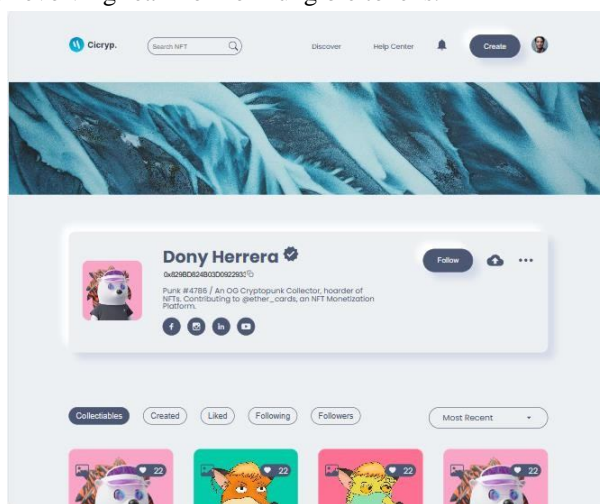 Cicryp.
Search NFT
Discover
Help Center
Create
Dony Herrera
Punk #4786 / An OG Cryptopunk Collector, hoarder of
NFTs. Contributing to @ether_cards, an NFT Monetization
Platform.
Follow
Collectiables
Created
Liked
Following
Followers
Most Recent
22
22
22
22